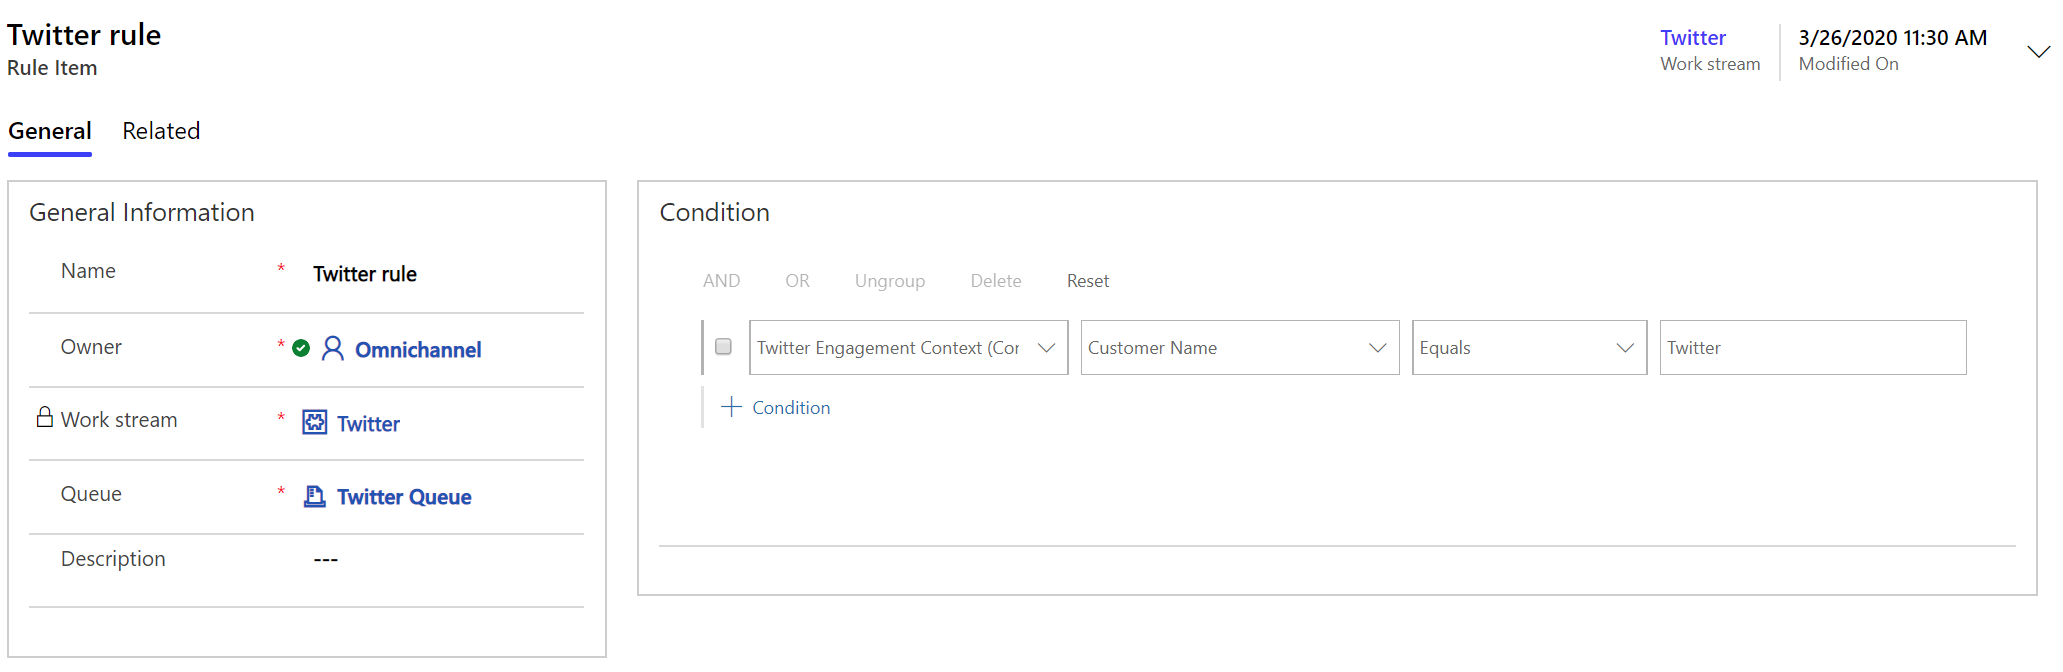 Twitter rule
Rule Item
Twitter
Work stream
3/26/2020 11:30 AM
Modified On
General
Related
General Information
Name * Twitter rule
Owner * Omnichannel
Work stream * Twitter
Queue * Twitter Queue
Description ---
Condition
AND OR Ungroup Delete Reset
Twitter Engagement Context (Cor Customer Name Equals Twitter
Condition